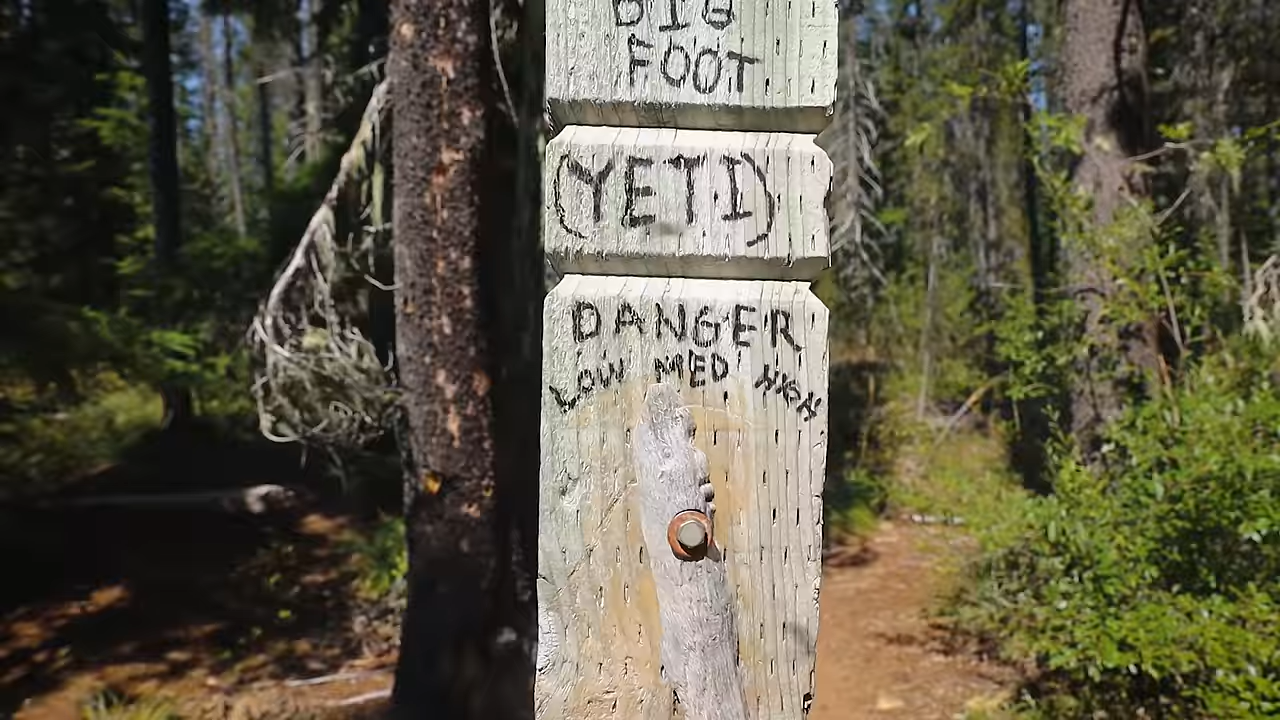 BIG
FOOT
(YETI)
DANGER
LOW MED HIGH